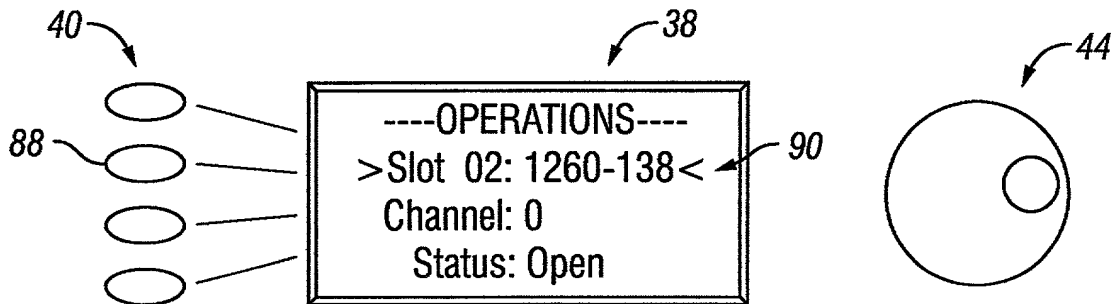 40
38
44
88
90
----OPERATIONS----
>Slot 02: 1260-138<
Channel: 0
Status: Open